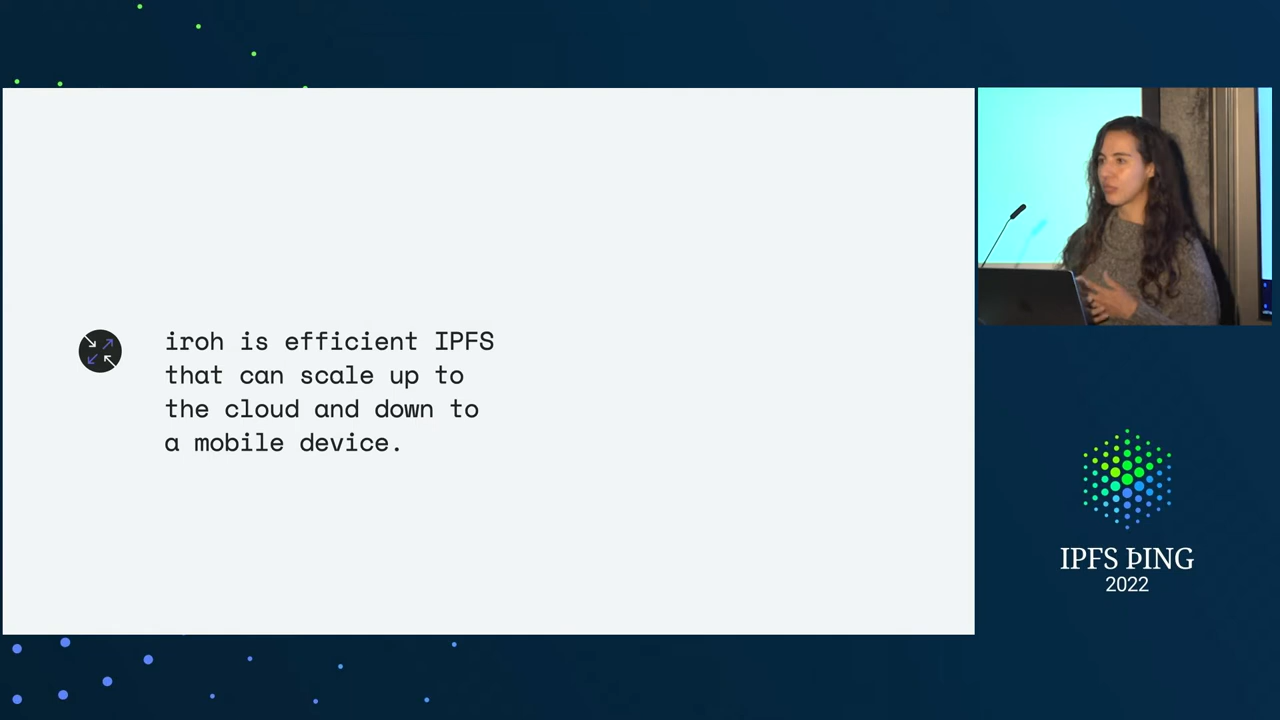 iroh is efficient IPFS
that can scale up to
the cloud and down to
a mobile device.
IPFS ÞING
2022